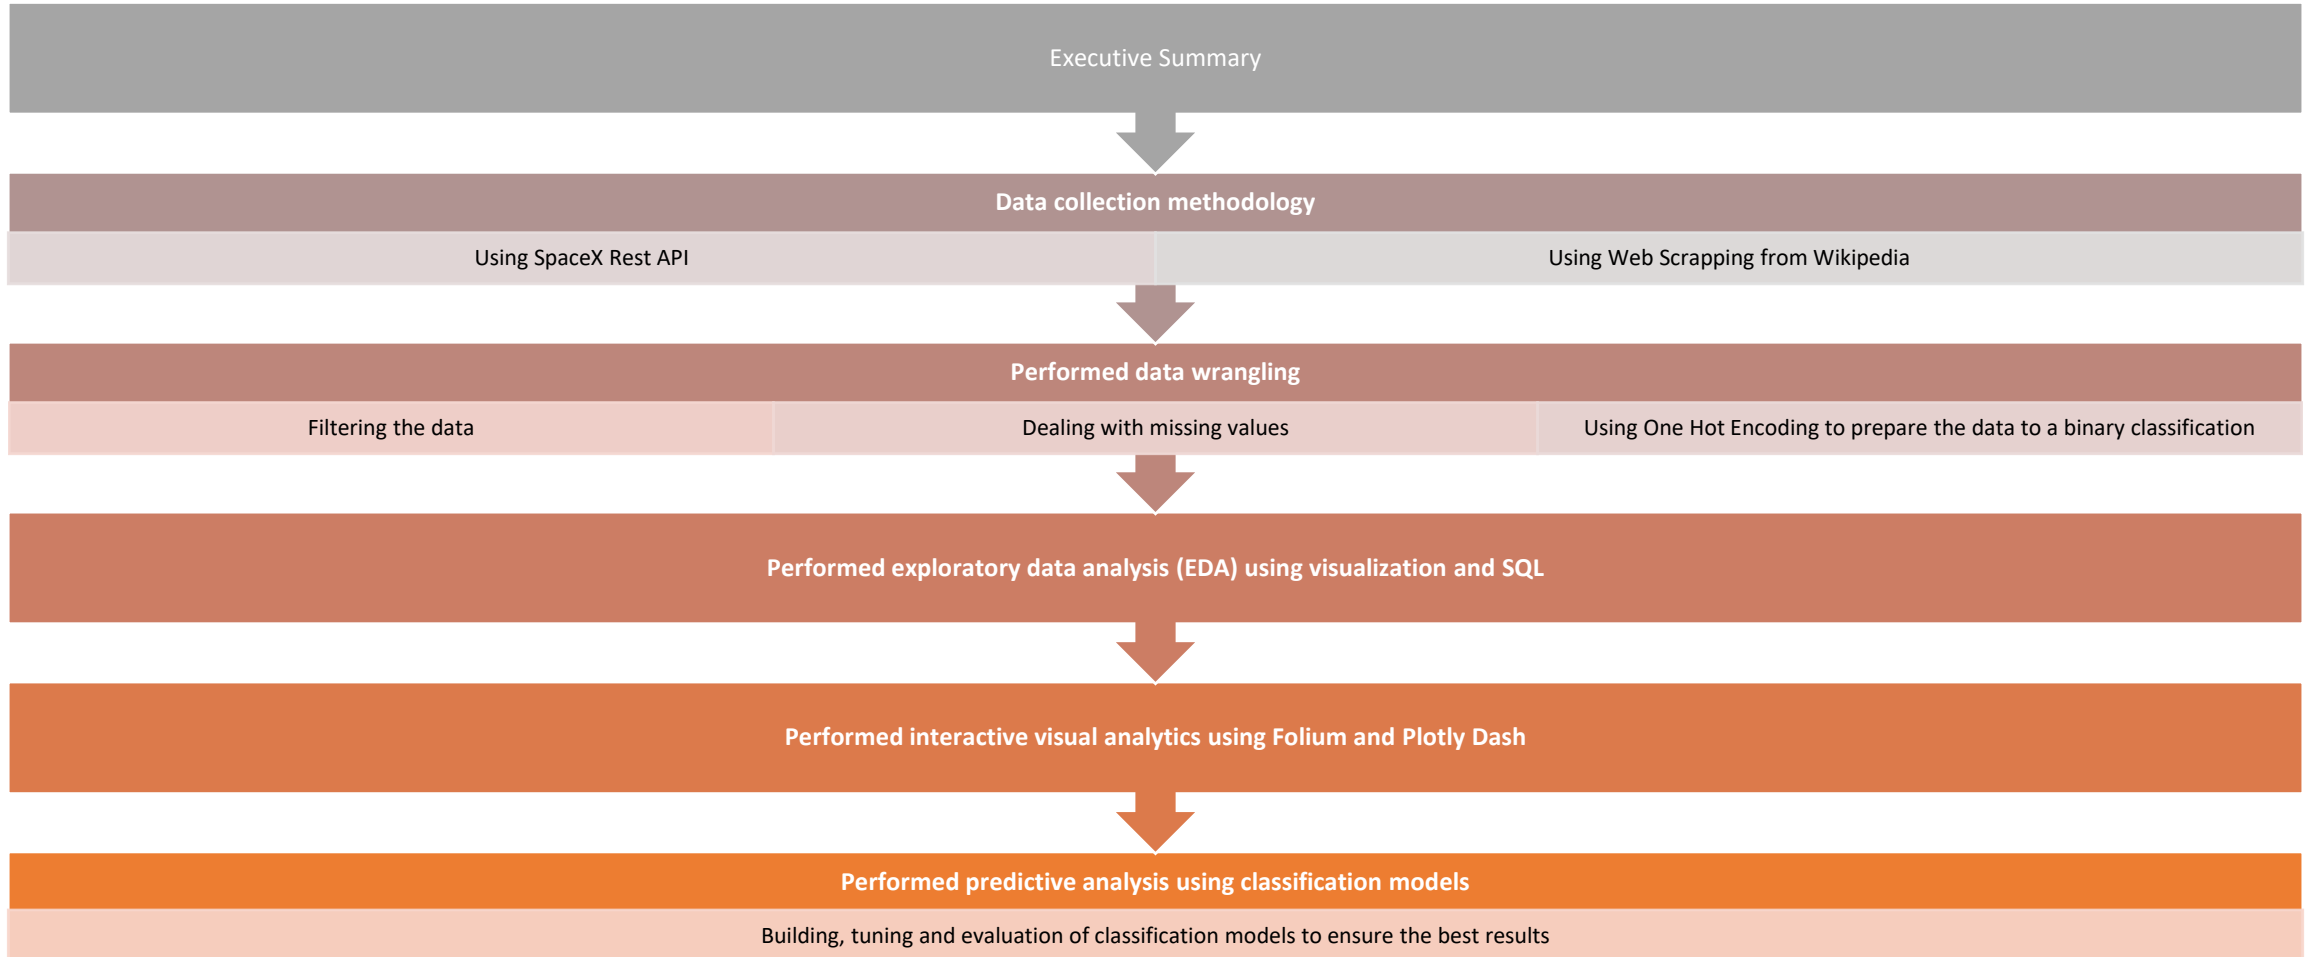 Executive Summary
Data collection methodology
Using SpaceX Rest API
Using Web Scrapping from Wikipedia
Performed data wrangling
Filtering the data
Dealing with missing values
Using One Hot Encoding to prepare the data to a binary classification
Performed exploratory data analysis (EDA) using visualization and SQL
Performed interactive visual analytics using Folium and Plotly Dash
Performed predictive analysis using classification models
Building, tuning and evaluation of classification models to ensure the best results